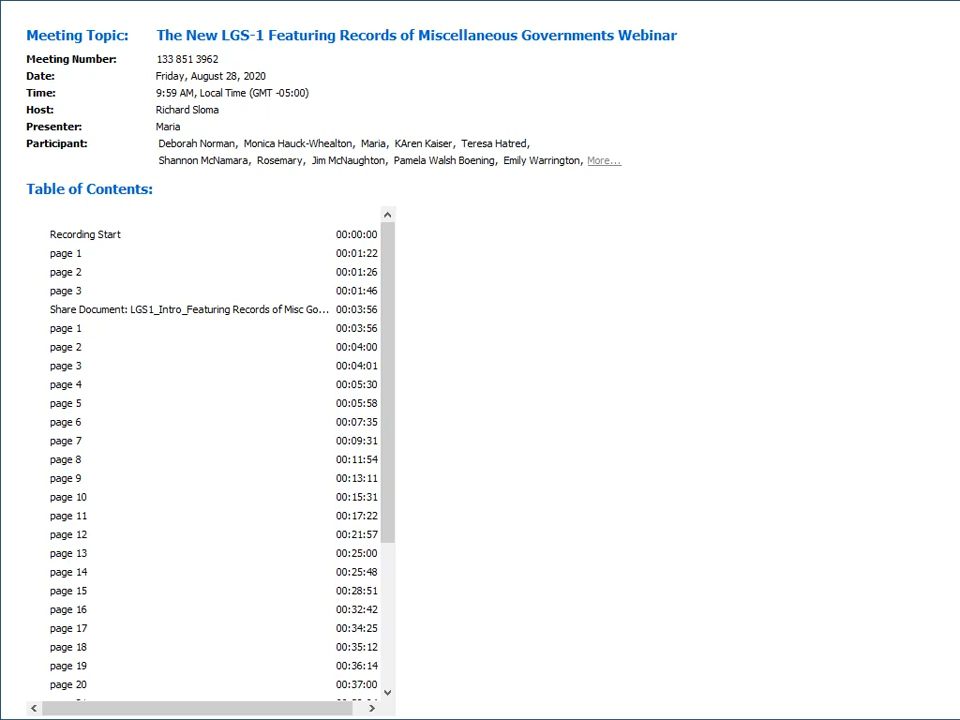 Meeting Topic: The New LGS-1 Featuring Records of Miscellaneous Governments Webinar
Meeting Number: 133 851 3962
Date: Friday, August 28, 2020
Time: 9:59 AM, Local Time (GMT -05:00)
Host: Richard Sloma
Presenter: Maria
Participant: Deborah Norman, Monica Hauck-Whealton, Maria, KAren Kaiser, Teresa Hatred,
Shannon McNamara, Rosemary, Jim McNaughton, Pamela Walsh Boening, Emily Warrington, More...
Table of Contents:
Recording Start 00:00:00
page 1 00:01:22
page 2 00:01:26
page 3 00:01:46
Share Document: LGS1_Intro_Featuring Records of Misc Go... 00:03:56
page 1 00:03:56
page 2 00:04:00
page 3 00:04:01
page 4 00:05:30
page 5 00:05:58
page 6 00:07:35
page 7 00:09:31
page 8 00:11:54
page 9 00:13:11
page 10 00:15:31
page 11 00:17:22
page 12 00:21:57
page 13 00:25:00
page 14 00:25:48
page 15 00:28:51
page 16 00:32:42
page 17 00:34:25
page 18 00:35:12
page 19 00:36:14
page 20 00:37:00